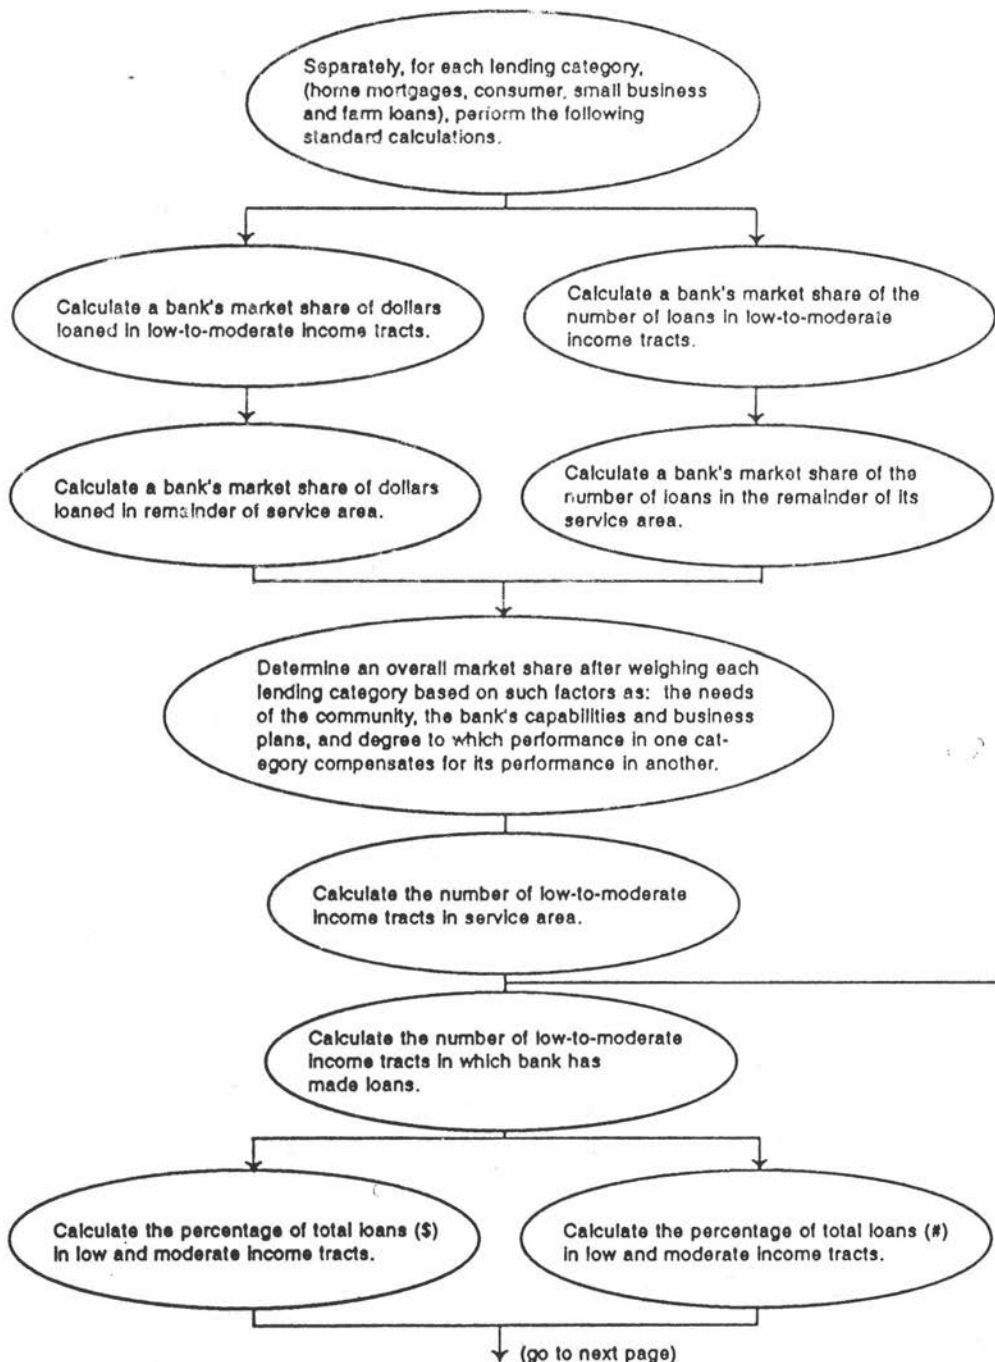 Separately, for each lending category,
(home mortgages, consumer, small business
and farm loans), perform the following
standard calculations.
Calculate a bank's market share of dollars
loaned in low-to-moderate income tracts.
Calculate a bank's market share of the
number of loans in low-to-moderate
income tracts.
Calculate a bank's market share of dollars
loaned in remainder of service area.
Calculate a bank's market share of the
number of loans in the remainder of its
service area.
Determine an overall market share after weighing each
lending category based on such factors as: the needs
of the community, the bank's capabilities and business
plans, and degree to which performance in one cat-
egory compensates for its performance in another.
Calculate the number of low-to-moderate
income tracts in service area.
Calculate the number of low-to-moderate
income tracts in which bank has
made loans.
Calculate the percentage of total loans ($)
in low and moderate income tracts.
Calculate the percentage of total loans (#)
in low and moderate income tracts.
(go to next page)